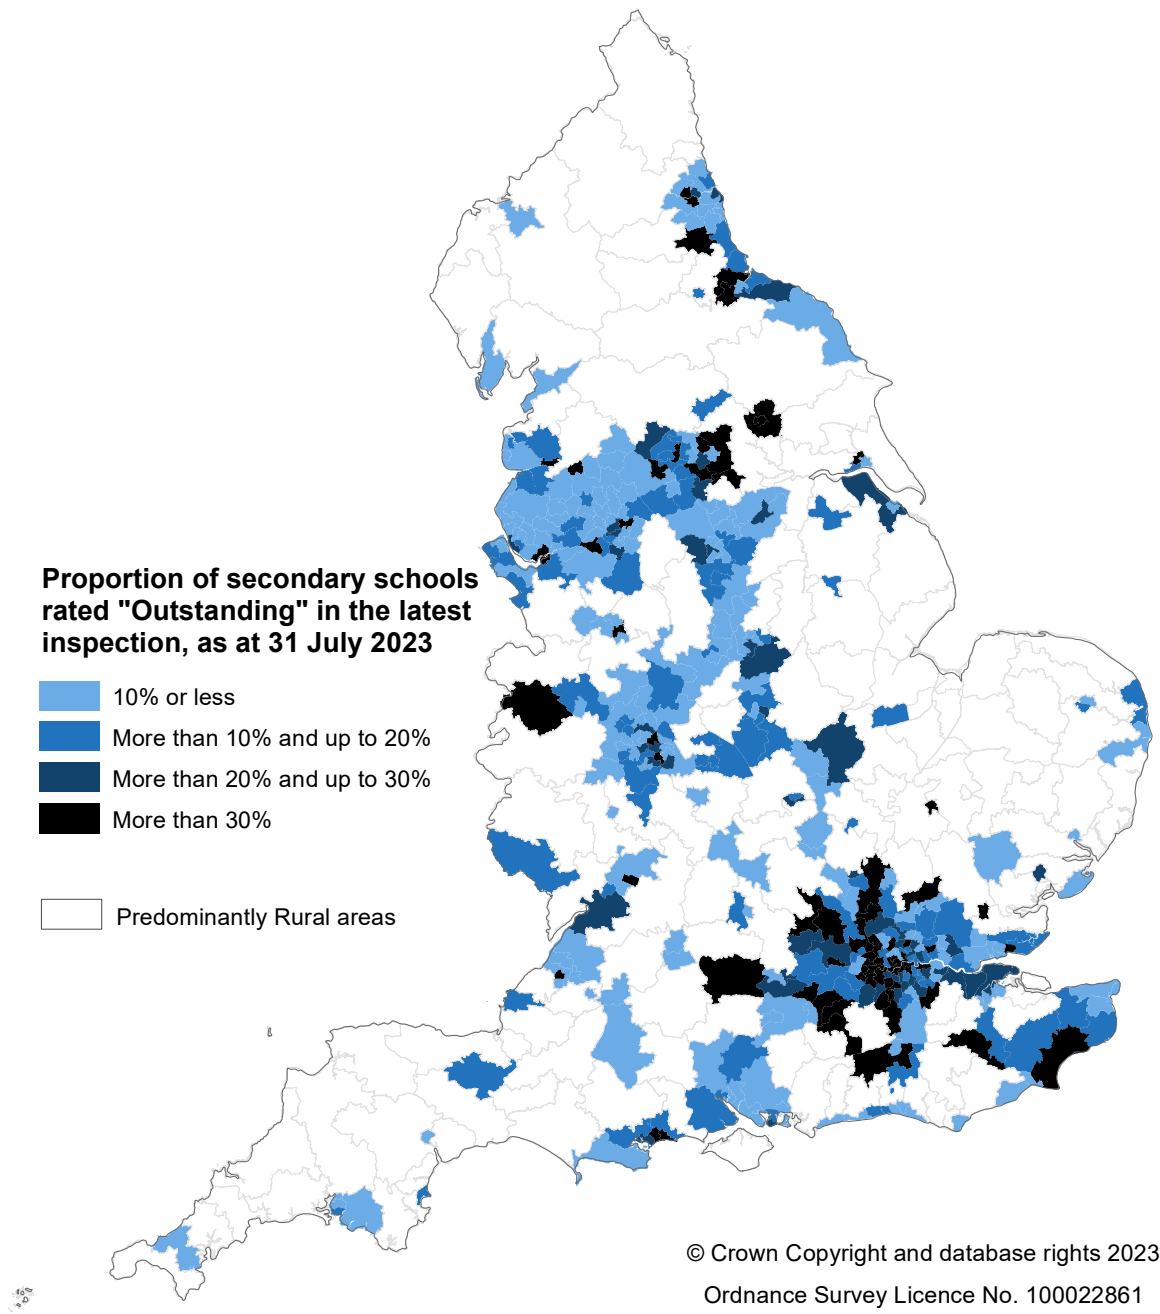 Proportion of secondary schools
rated "Outstanding" in the latest
inspection, as at 31 July 2023
10% or less
More than 10% and up to 20%
More than 20% and up to 30%
More than 30%
Predominantly Rural areas
© Crown Copyright and database rights 2023
Ordnance Survey Licence No. 100022861